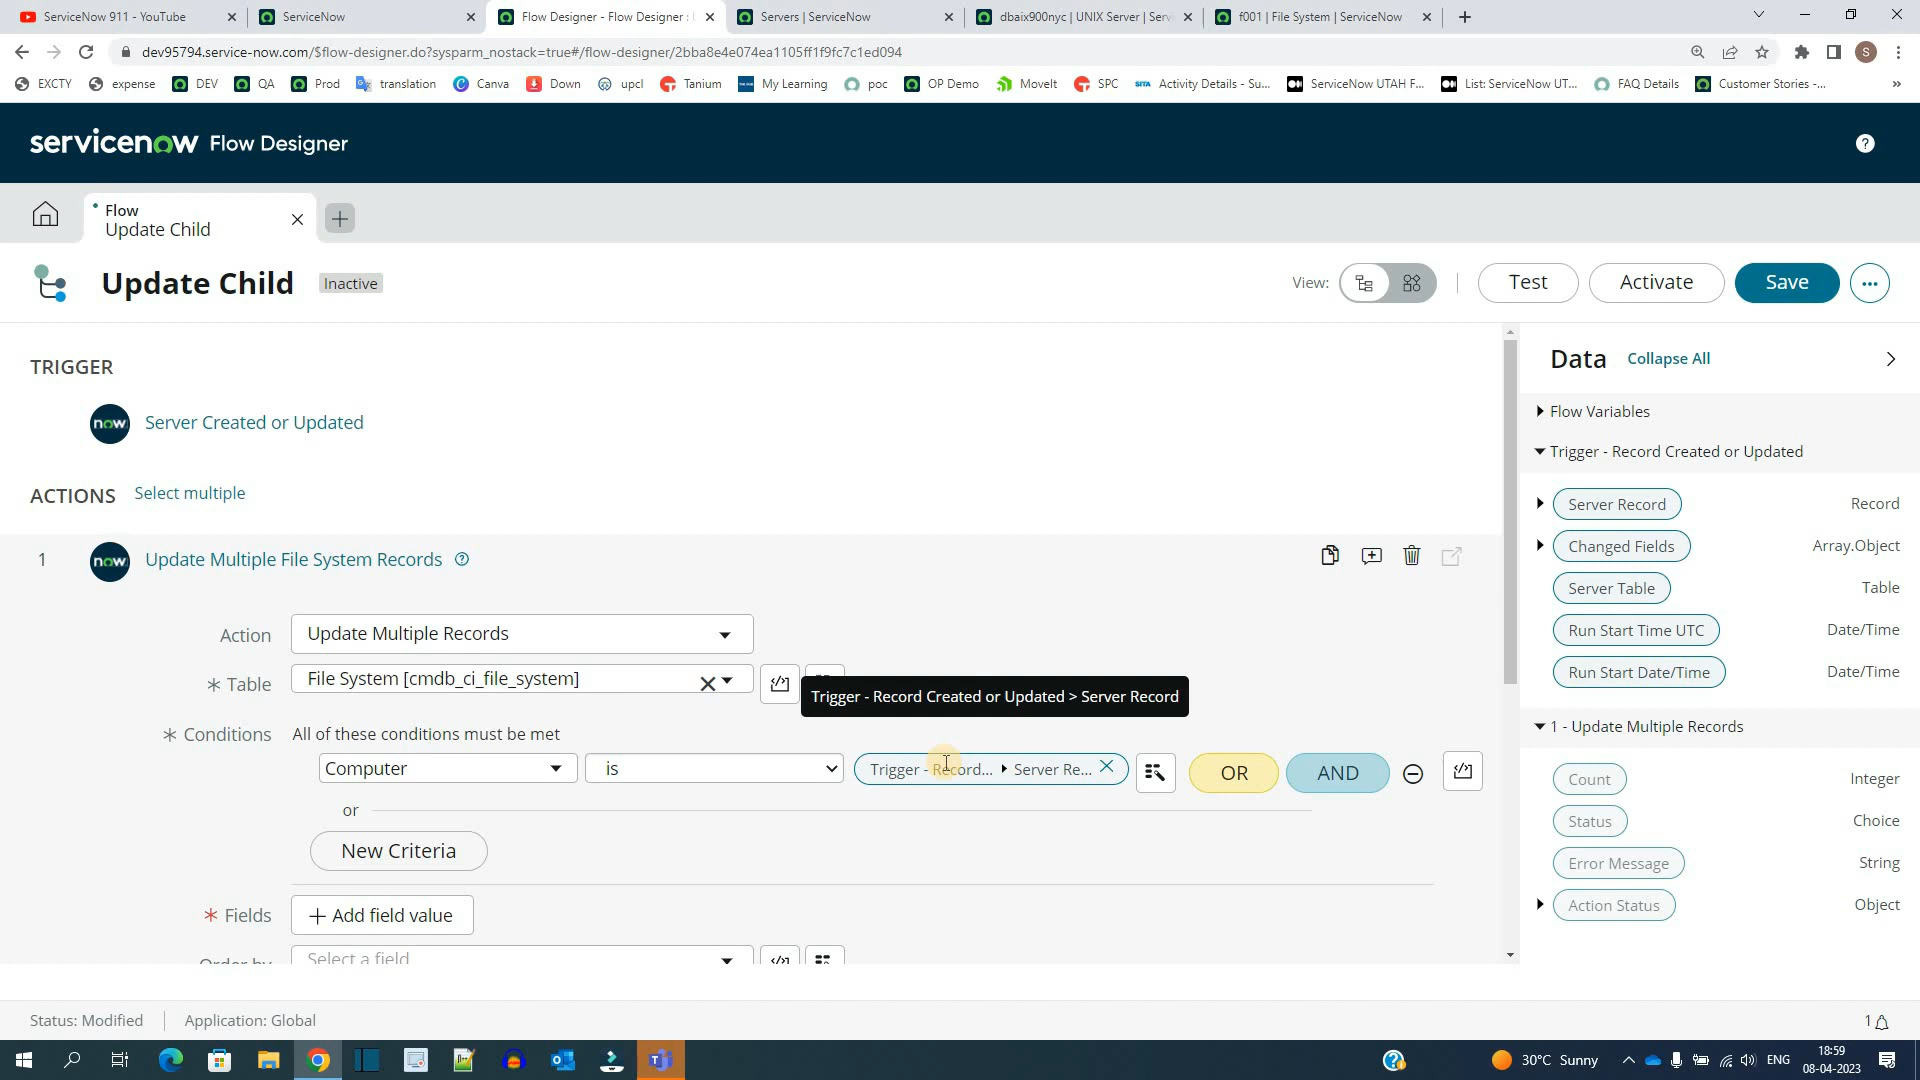 ServiceNow 911 - YouTube
ServiceNow
Flow Designer - Flow Designer :
Servers | ServiceNow
dbaix900nyc | UNIX Server | Serv
f001 | File System | ServiceNow
dev95794.service-now.com/$flow-designer.do?sysparm_nostack=true#/flow-designer/2bba8e4e074ea1105ff1f9fc7c1ed094
S
EXCTY
expense
DEV
QA
Prod
translation
Canva
Down
upcl
Tanium
My Learning
poc
OP Demo
MoveIt
SPC
Activity Details - Su...
ServiceNow UTAH F...
List: ServiceNow UT...
FAQ Details
Customer Stories -...
»
servicenow Flow Designer
?
Flow
Update Child
Update Child
Inactive
View:
Test
Activate
Save
...
TRIGGER
now
Server Created or Updated
ACTIONS
Select multiple
1
now
Update Multiple File System Records
Action
Update Multiple Records
* Table
File System [cmdb_ci_file_system]
Trigger - Record Created or Updated > Server Record
* Conditions
All of these conditions must be met
Computer
is
Trigger - Record... ▸ Server Re...
OR
AND
or
New Criteria
* Fields
+ Add field value
Order by
Select a field
Data
Collapse All
Flow Variables
Trigger - Record Created or Updated
Server Record
Record
Changed Fields
Array.Object
Server Table
Table
Run Start Time UTC
Date/Time
Run Start Date/Time
Date/Time
1 - Update Multiple Records
Count
Integer
Status
Choice
Error Message
String
Action Status
Object
Status: Modified
Application: Global
1
30°C Sunny
ENG
18:59
08-04-2023